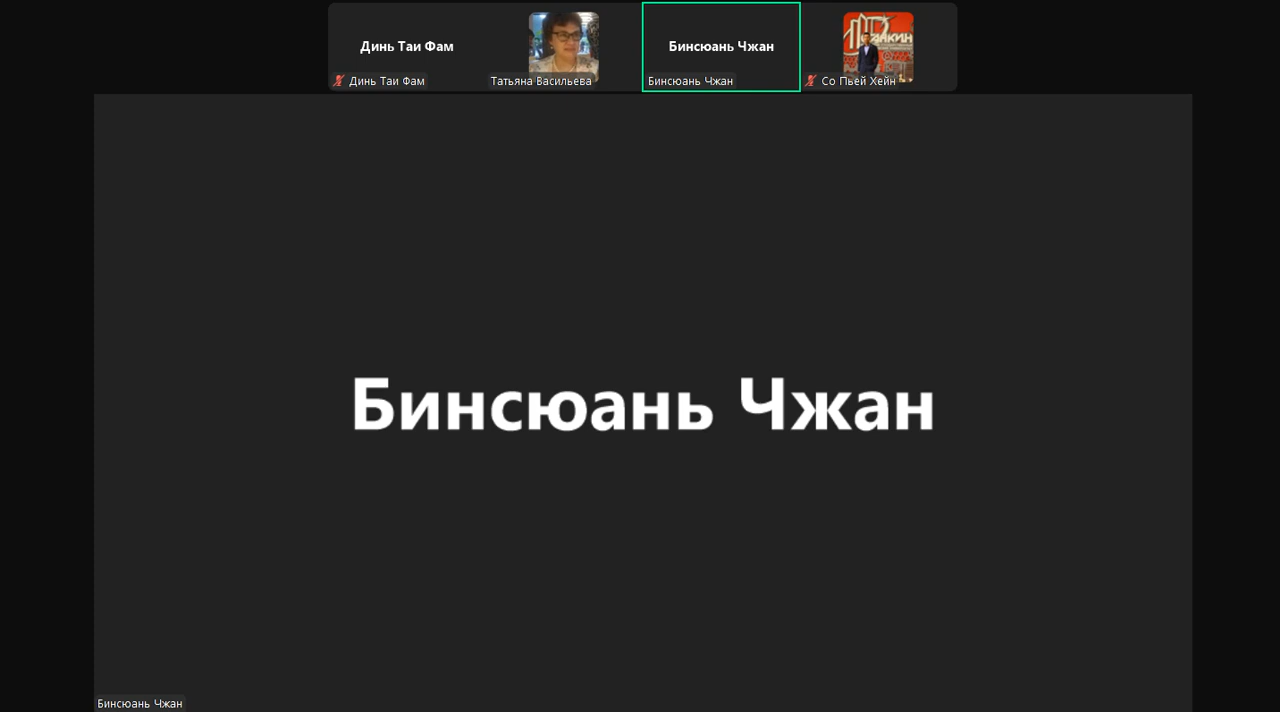 Динь Таи Фам
Бинсюань Чжан
Динь Таи Фам
Татьяна Васильева
Бинсюань Чжан
Со Пьей Хейн
Бинсюань Чжан
Бинсюань Чжан